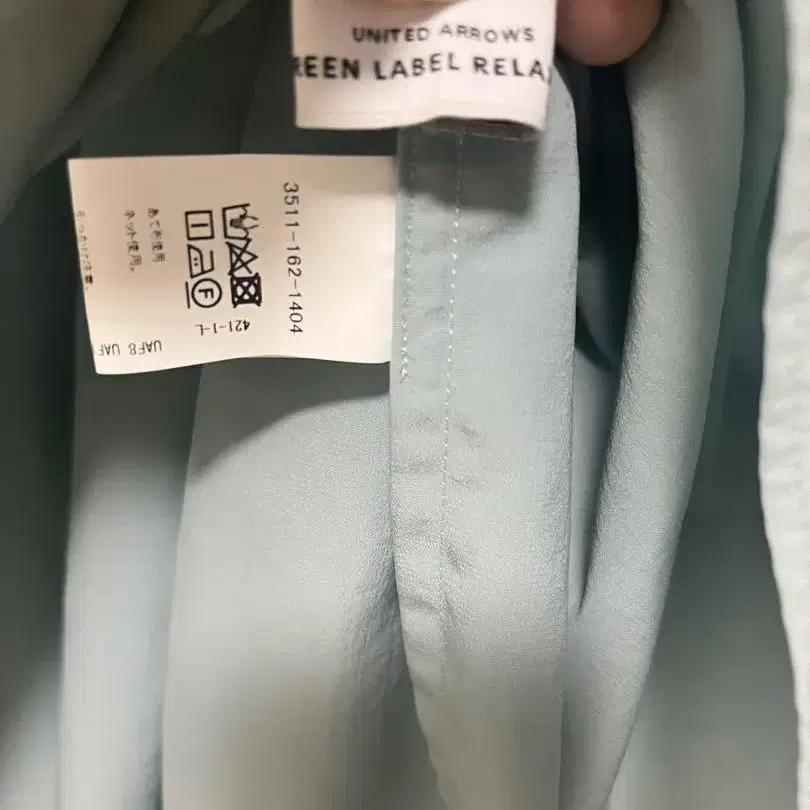 UNITED ARROWS
REEN LABEL RELA
3511-162-1404
421-1-L
あて布使用
ネット使用。
UAF8 UAF